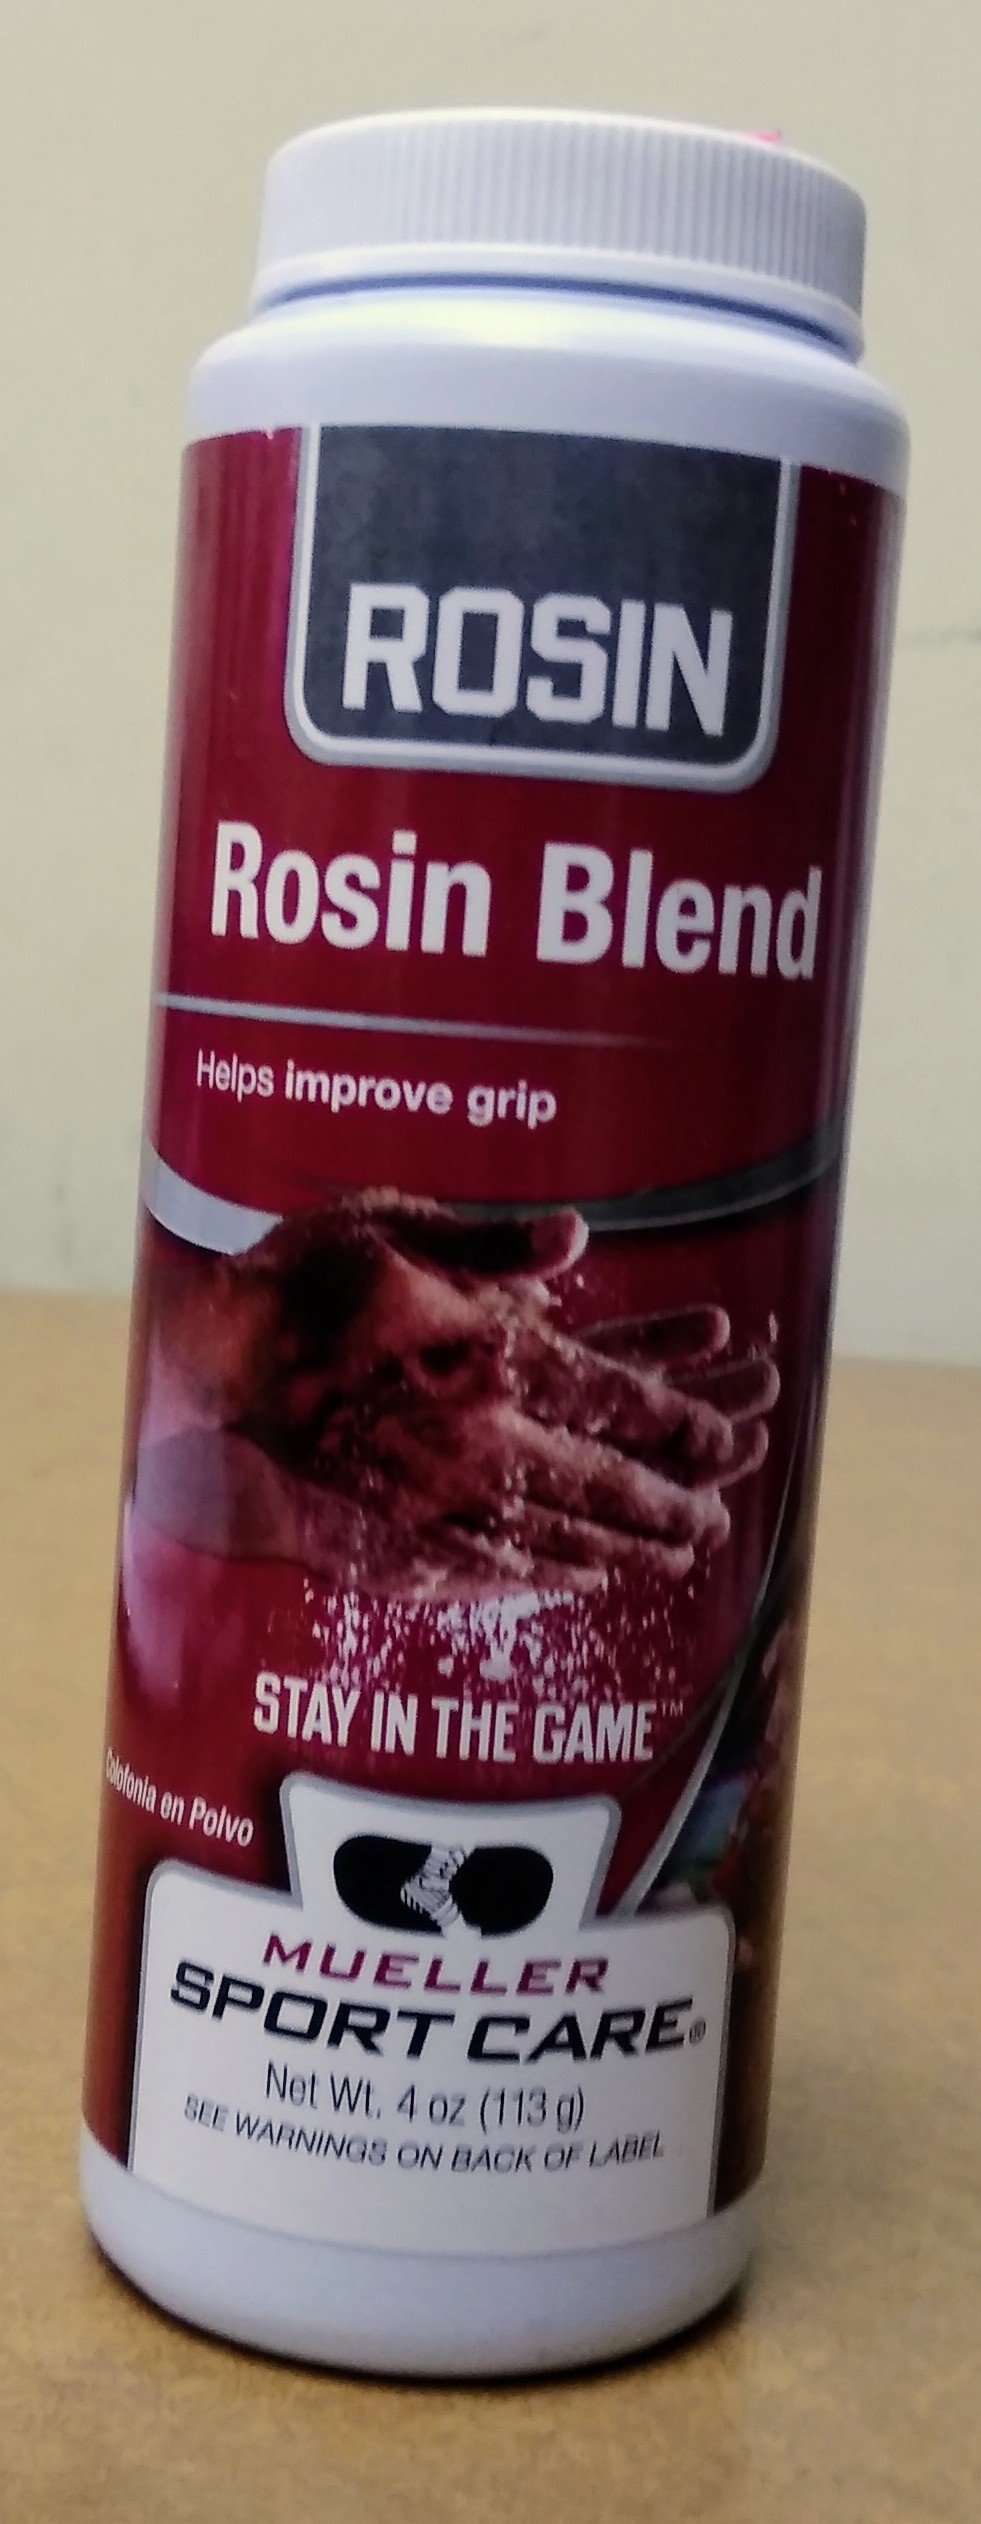 ROSIN
Rosin Blend
Helps improve grip
STAY IN THE GAME™
Colofonia en Polvo
MUELLER
SPORT CARE®
Net Wt. 4 oz (113 g)
SEE WARNINGS ON BACK OF LABEL